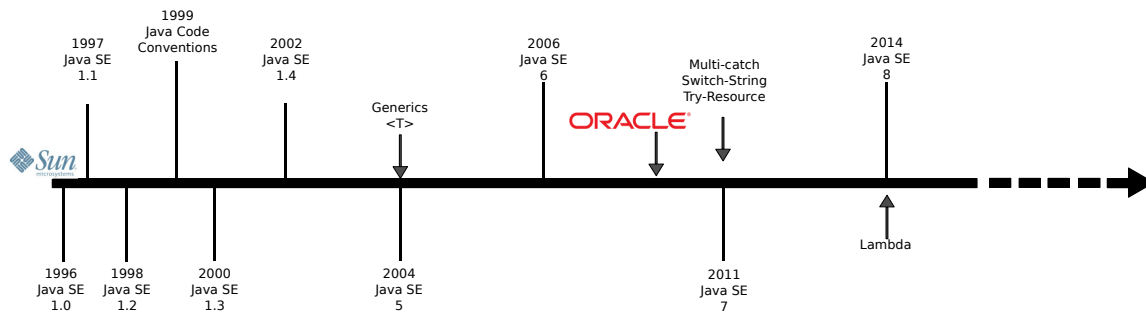 1999
Java Code
Conventions
1997
Java SE
1.1
2002
Java SE
1.4
2006
Java SE
6
2014
Java SE
8
Multi-catch
Switch-String
Try-Resource
Generics
<T>
ORACLE®
Sun
microsystems
Lambda
1996
Java SE
1.0
1998
Java SE
1.2
2000
Java SE
1.3
2004
Java SE
5
2011
Java SE
7